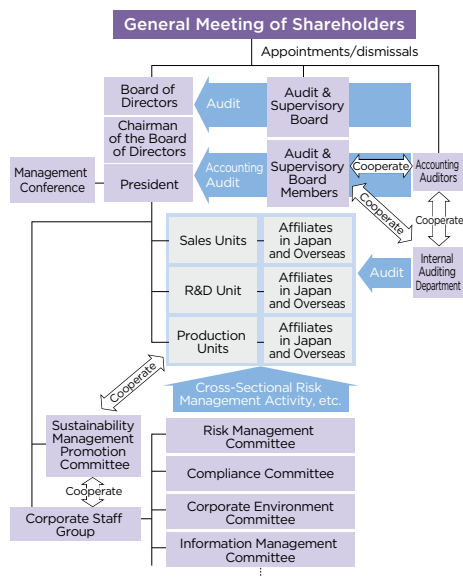 General Meeting of Shareholders
Appointments/dismissals
Board of
Directors
Audit
Audit &
Supervisory
Board
Chairman
of the Board
of Directors
Management
Conference
President
Accounting
Audit
Audit &
Supervisory
Board
Members
Cooperate
Accounting
Auditors
Cooperate
Cooperate
Sales Units
Affiliates
in Japan
and Overseas
Audit
Internal
Auditing
Department
R&D Unit
Affiliates
in Japan
and Overseas
Production
Units
Affiliates
in Japan
and Overseas
Cooperate
Cross-Sectional Risk
Management Activity, etc.
Sustainability
Management
Promotion
Committee
Risk Management
Committee
Compliance Committee
Cooperate
Corporate Staff
Group
Corporate Environment
Committee
Information Management
Committee